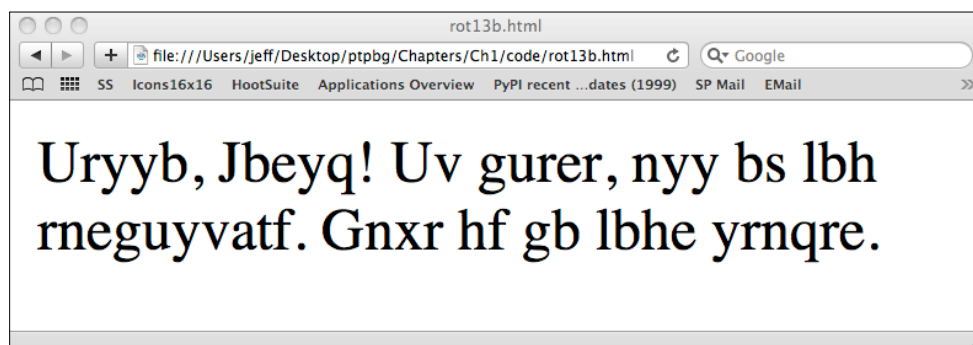 rot13b.html
file:///Users/jeff/Desktop/ptpbg/Chapters/Ch1/code/rot13b.html Google
SS Icons16x16 HootSuite Applications Overview PyPI recent ...dates (1999) SP Mail EMail
Uryyb, Jbeyq! Uv gurer, nyy bs lbh
rneguyvatf. Gnxr hf gb lbhe yrnqre.